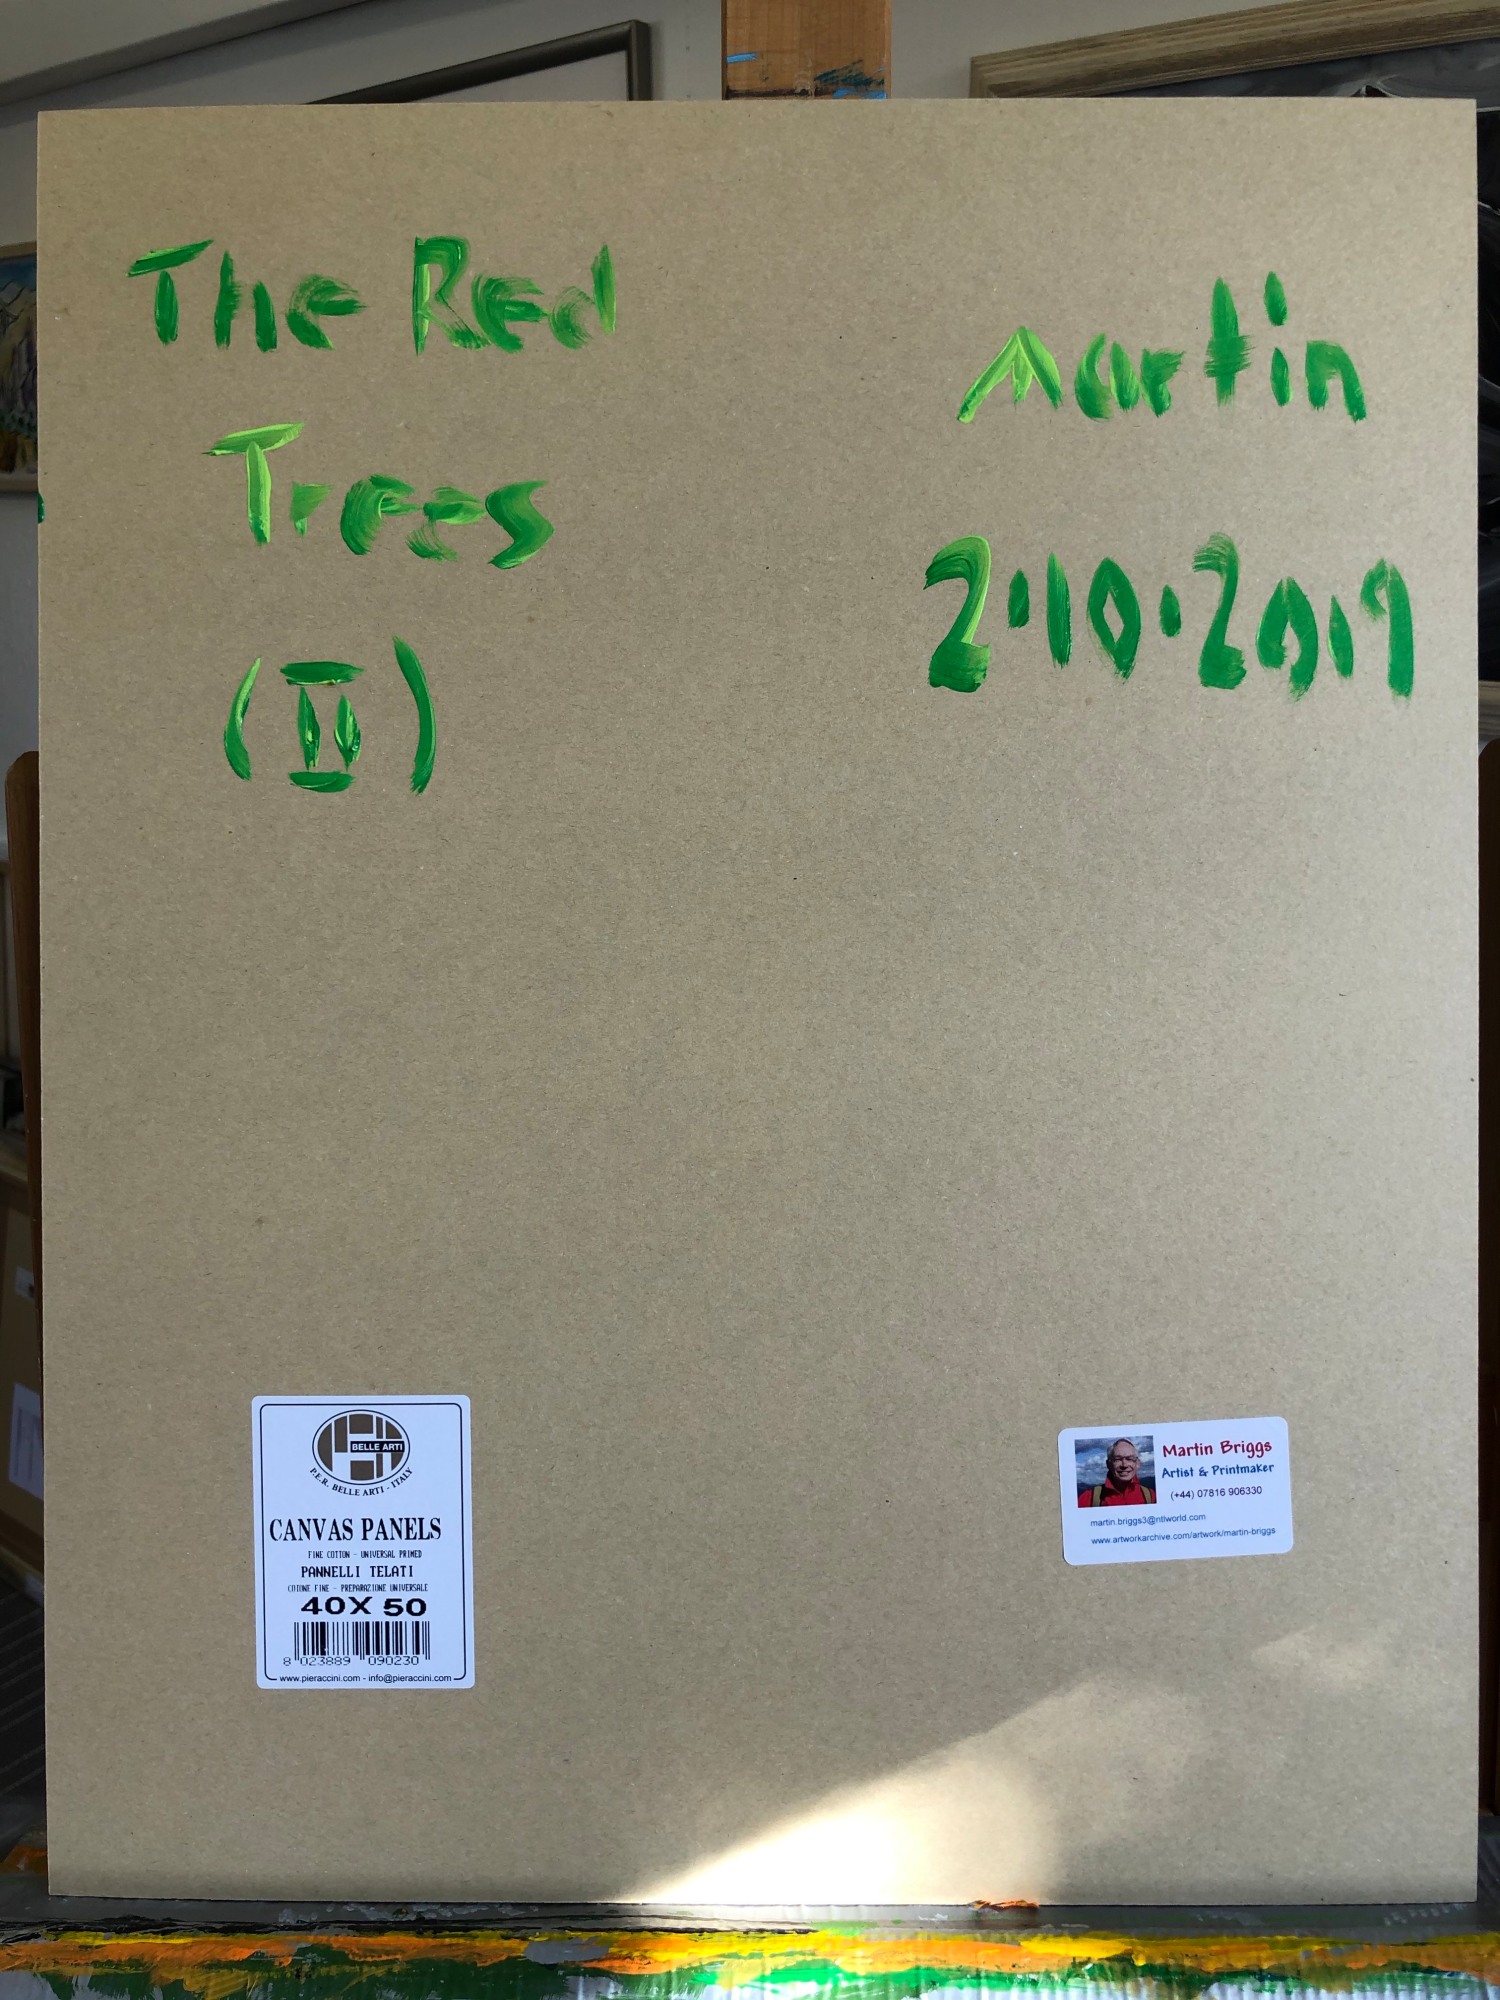 The Red
Trees
(II)
Martin
2·10·2019
BELLE ARTI
P.E.R. BELLE ARTI - ITALY
CANVAS PANELS
FINE COTTON - UNIVERSAL PRIMED
PANNELLI TELATI
COTONE FINE - PREPARAZIONE UNIVERSALE
40X 50
8 023889 090230
www.pieraccini.com - info@pieraccini.com
Martin Briggs
Artist & Printmaker
(+44) 07816 906330
martin.briggs3@ntlworld.com
www.artworkarchive.com/artwork/martin-briggs